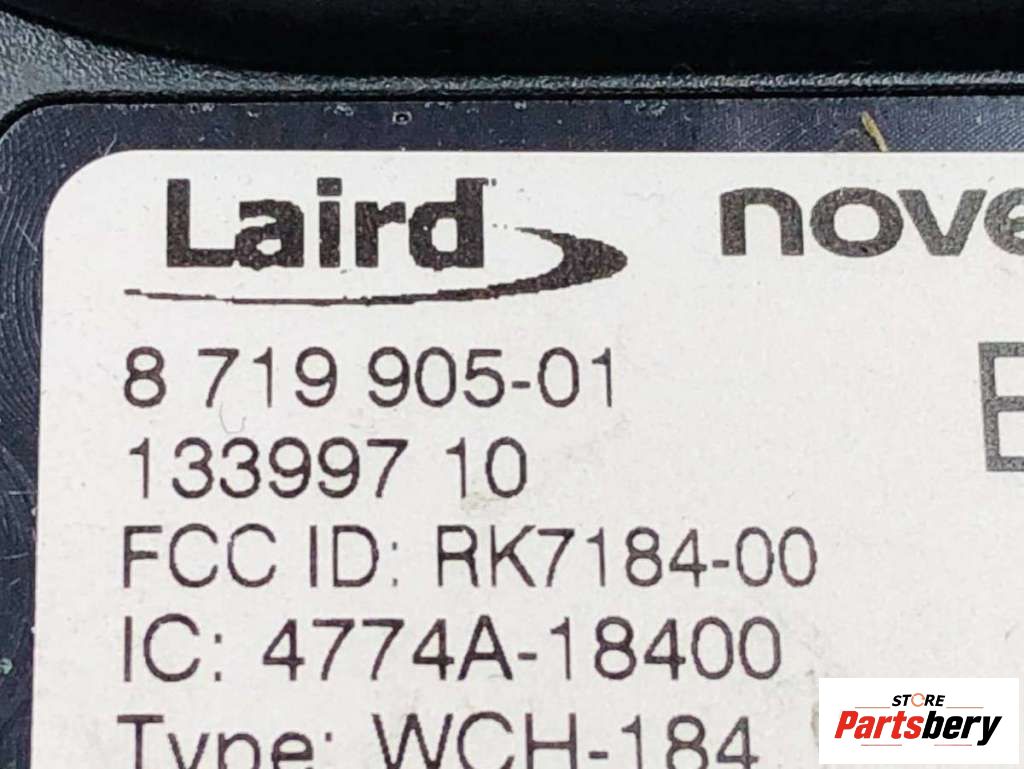 Laird
nove
8 719 905-01
133997 10
FCC ID: RK7184-00
IC: 4774A-18400
Type: WCH-184
STORE
Partsbery